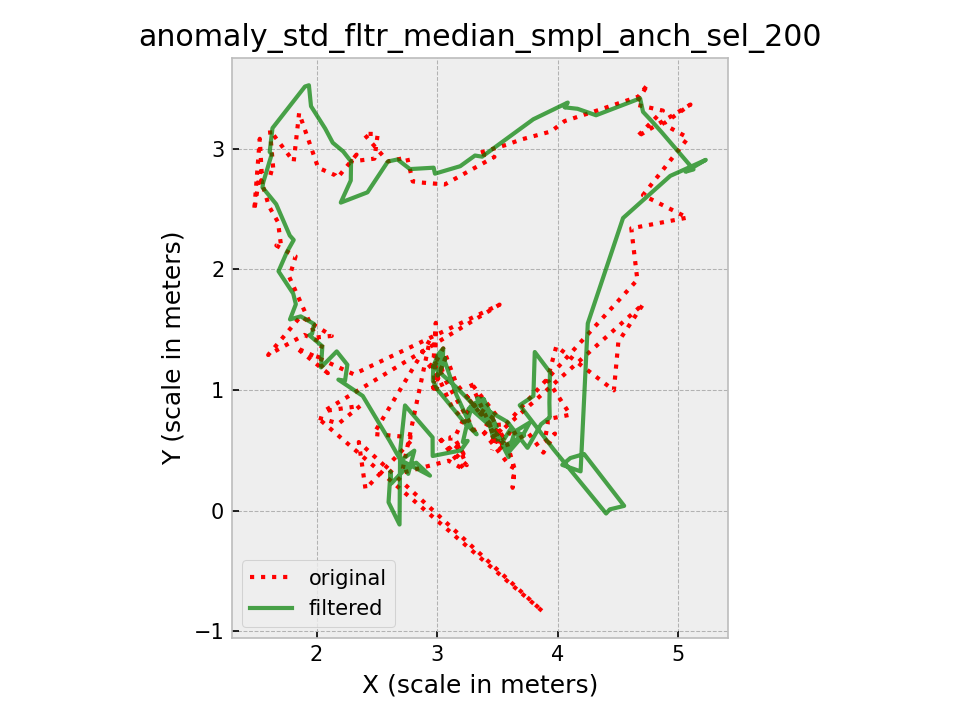 anomaly_std_fltr_median_smpl_anch_sel_200
Y (scale in meters)
3
2
1
0
−1
original
filtered
2
3
4
5
X (scale in meters)